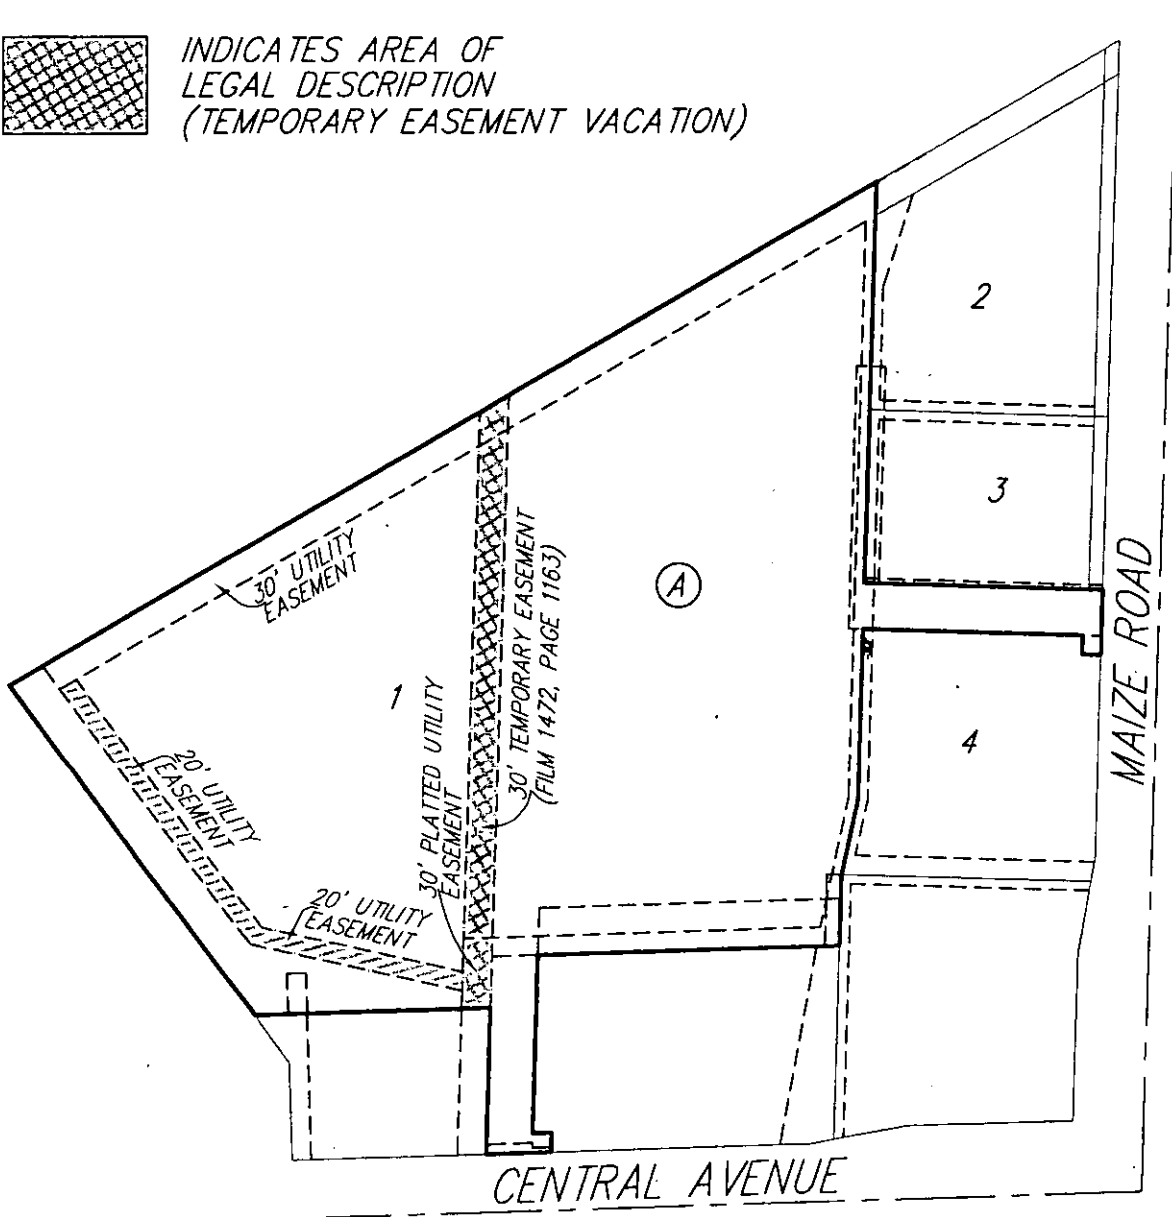 INDICATES AREA OF
LEGAL DESCRIPTION
(TEMPORARY EASEMENT VACATION)
2
3
30' UTILITY
EASEMENT
30' TEMPORARY EASEMENT
(FILM 1472, PAGE 1163)
A
1
30' PLATTED UTILITY
EASEMENT
4
MAIZE ROAD
20' UTILITY
EASEMENT
20' UTILITY
EASEMENT
CENTRAL AVENUE